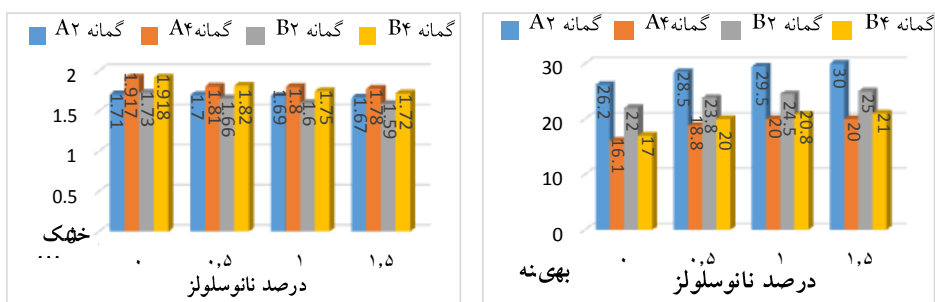 گمانه A۲ گمانهA۴ گمانه B۲ گمانه B۴
2
1.5
1
0.5
0
1.71 1.917 1.73 1.918
1.7 1.81 1.66 1.82
1.69 1.8 1.6 1.75
1.67 1.78 1.59 1.72
خشک
...
۰ ۰,۵ ۱ ۱,۵
درصد نانوسلولز
گمانه A۲ گمانه A۴ گمانه B۲ گمانه B۴
30
20
10
0
26.2 16.1 22 17
28.5 18.8 23.8 20
29.5 20 24.5 20.8
30 20 25 21
بهینه
۰ ۰,۵ ۱ ۱,۵
درصد نانوسلولز